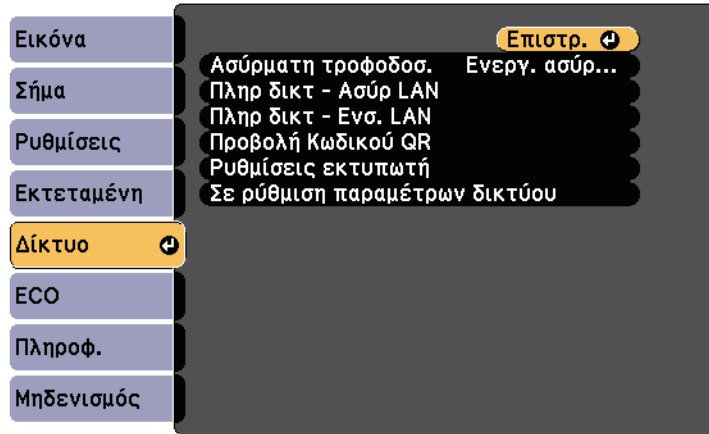 Εικόνα
Σήμα
Ρυθμίσεις
Εκτεταμένη
Δίκτυο
ECO
Πληροφ.
Μηδενισμός
Επιστρ.
Ασύρματη τροφοδοσ. Ενεργ. ασύρ...
Πληρ δικτ - Ασύρ LAN
Πληρ δικτ - Ενσ. LAN
Προβολή Κωδικού QR
Ρυθμίσεις εκτυπωτή
Σε ρύθμιση παραμέτρων δικτύου